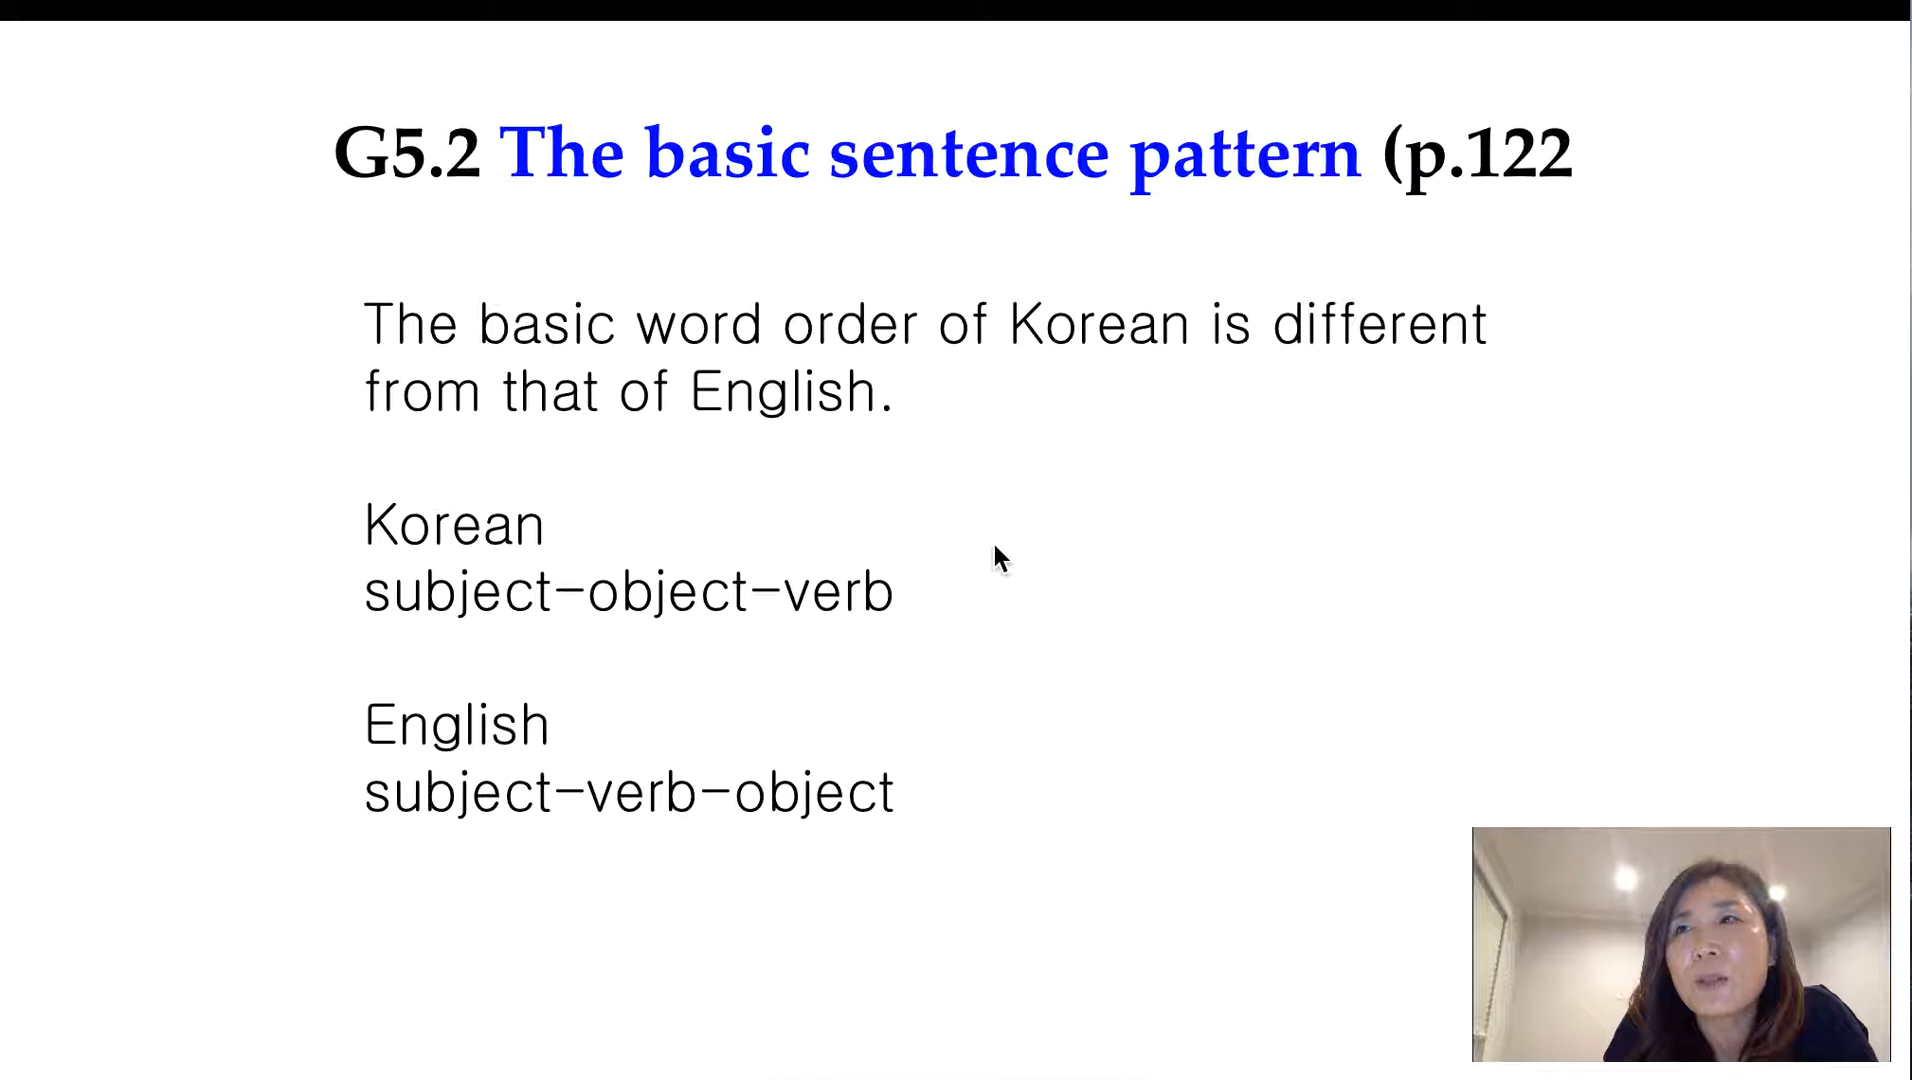 G5.2 The basic sentence pattern (p.122
The basic word order of Korean is different
from that of English.
Korean
subject-object-verb
English
subject-verb-object